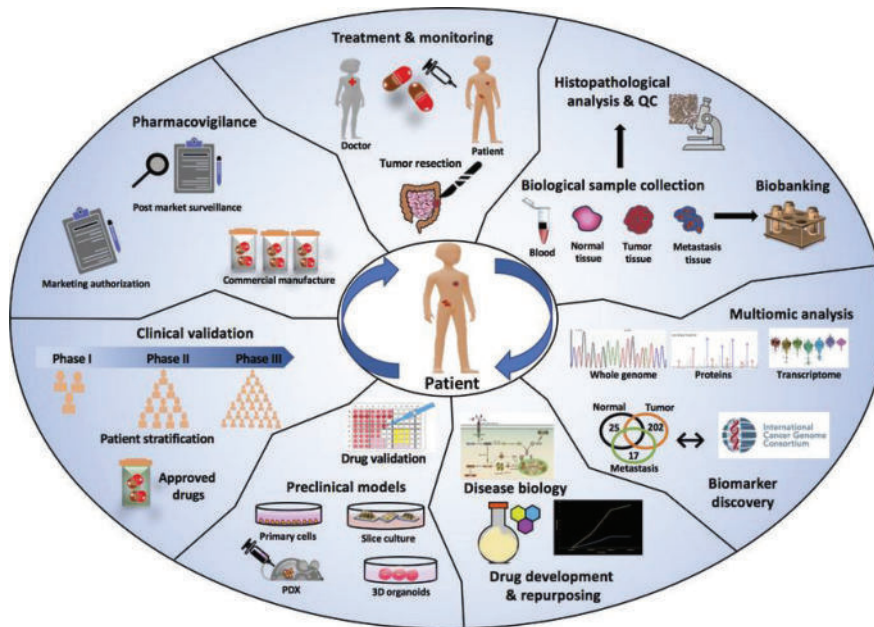 Treatment & monitoring
Doctor
Patient
Tumor resection
Histopathological
analysis & QC
Biological sample collection
Biobanking
Blood
Normal
tissue
Tumor
tissue
Metastasis
tissue
Multiomic analysis
Whole genome
Proteins
Transcriptome
Normal
Tumor
25
202
17
Metastasis
International
Cancer Genome
Consortium
Biomarker
discovery
Disease biology
Drug development
& repurposing
Drug validation
Preclinical models
Primary cells
Slice culture
PDX
3D organoids
Clinical validation
Phase I
Phase II
Phase III
Patient stratification
Approved
drugs
Pharmacovigilance
Post market surveillance
Marketing authorization
Commercial manufacture
Patient